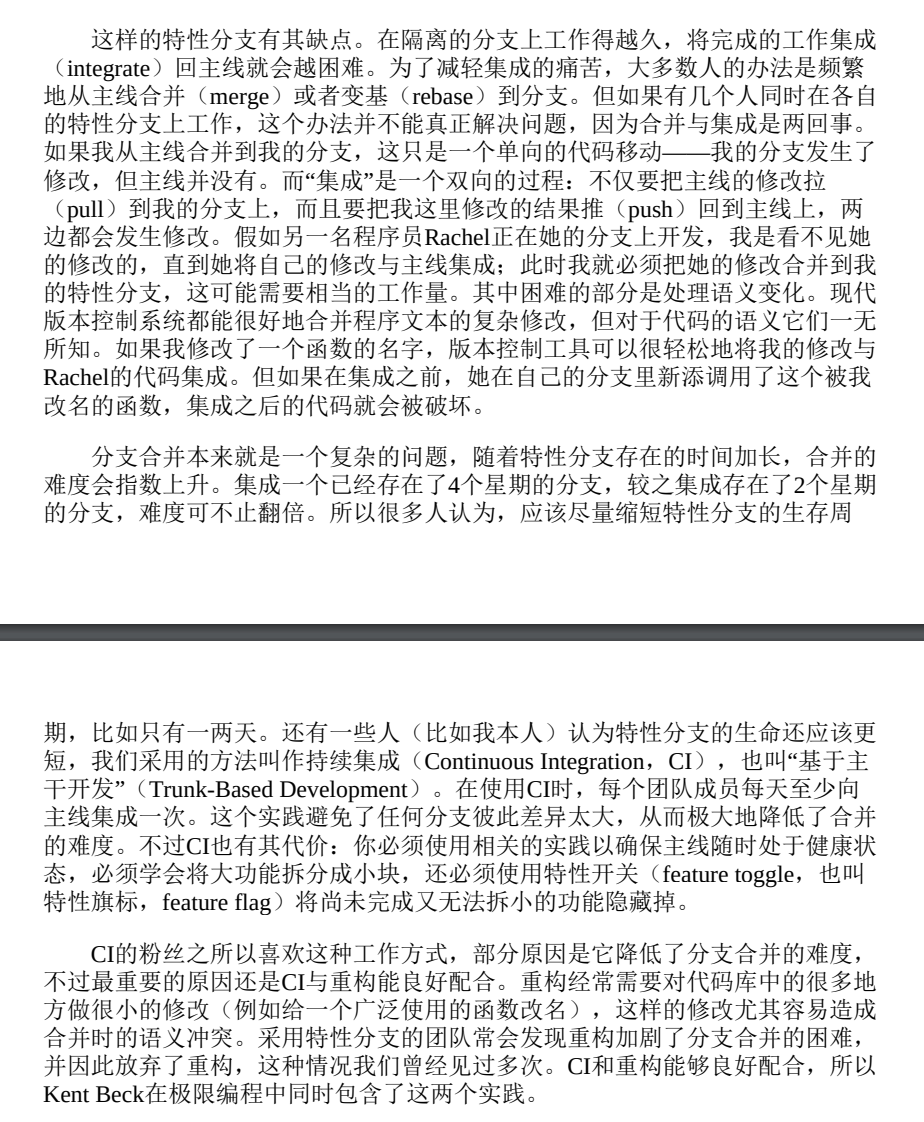 这样的特性分支有其缺点。在隔离的分支上工作得越久，将完成的工作集成
（integrate）回主线就会越困难。为了减轻集成的痛苦，大多数人的办法是频繁
地从主线合并（merge）或者变基（rebase）到分支。但如果有几个人同时在各自
的特性分支上工作，这个办法并不能真正解决问题，因为合并与集成是两回事。
如果我从主线合并到我的分支，这只是一个单向的代码移动——我的分支发生了
修改，但主线并没有。而“集成”是一个双向的过程：不仅要把主线的修改拉
（pull）到我的分支上，而且要把我这里修改的结果推（push）回到主线上，两
边都会发生修改。假如另一名程序员Rachel正在她的分支上开发，我是看不见她
的修改的，直到她将自己的修改与主线集成；此时我就必须把她的修改合并到我
的特性分支，这可能需要相当的工作量。其中困难的部分是处理语义变化。现代
版本控制系统都能很好地合并程序文本的复杂修改，但对于代码的语义它们一无
所知。如果我修改了一个函数的名字，版本控制工具可以很轻松地将我的修改与
Rachel的代码集成。但如果在集成之前，她在自己的分支里新添调用了这个被我
改名的函数，集成之后的代码就会被破坏。
分支合并本来就是一个复杂的问题，随着特性分支存在的时间加长，合并的
难度会指数上升。集成一个已经存在了4个星期的分支，较之集成存在了2个星期
的分支，难度可不止翻倍。所以很多人认为，应该尽量缩短特性分支的生存周
期，比如只有一两天。还有一些人（比如我本人）认为特性分支的生命还应该更
短，我们采用的方法叫作持续集成（Continuous Integration，CI），也叫“基于主
干开发”（Trunk-Based Development）。在使用CI时，每个团队成员每天至少向
主线集成一次。这个实践避免了任何分支彼此差异太大，从而极大地降低了合并
的难度。不过CI也有其代价：你必须使用相关的实践以确保主线随时处于健康状
态，必须学会将大功能拆分成小块，还必须使用特性开关（feature toggle，也叫
特性旗标，feature flag）将尚未完成又无法拆小的功能隐藏掉。
CI的粉丝之所以喜欢这种工作方式，部分原因是它降低了分支合并的难度，
不过最重要的原因还是CI与重构能良好配合。重构经常需要对代码库中的很多地
方做很小的修改（例如给一个广泛使用的函数改名），这样的修改尤其容易造成
合并时的语义冲突。采用特性分支的团队常会发现重构加剧了分支合并的困难，
并因此放弃了重构，这种情况我们曾经见过多次。CI和重构能够良好配合，所以
Kent Beck在极限编程中同时包含了这两个实践。